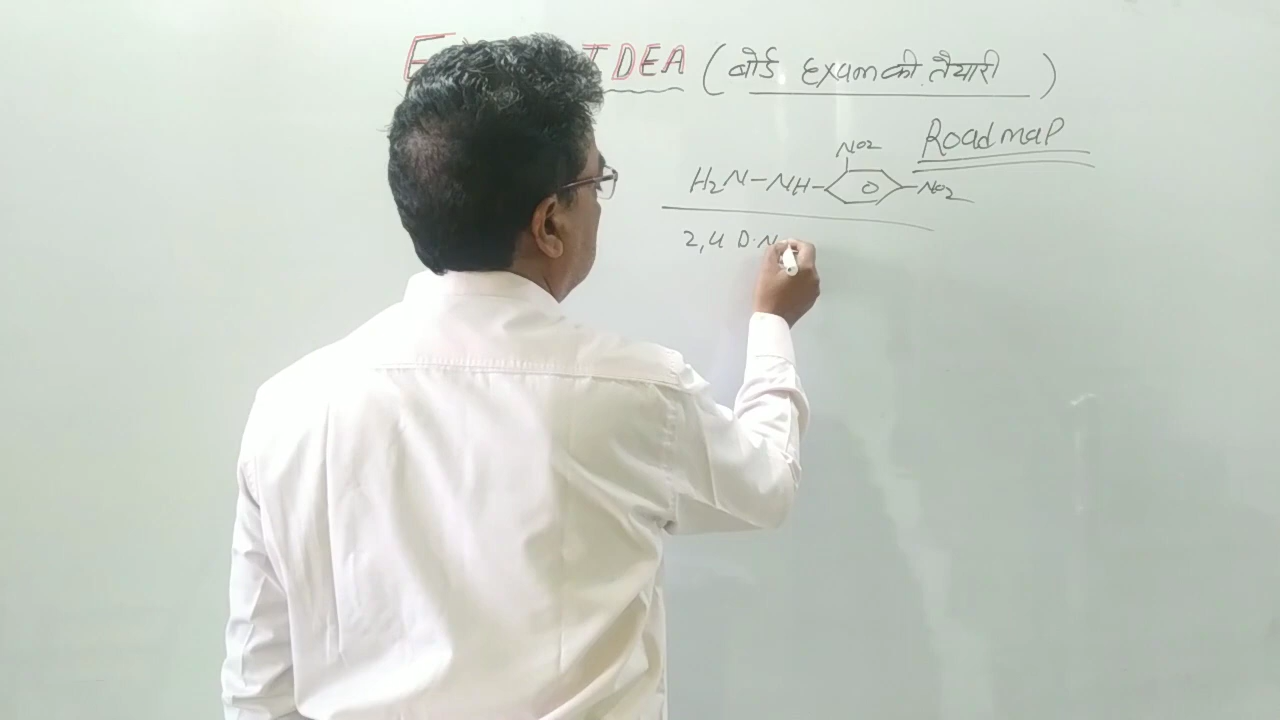 IDEA (बोर्ड Exam की तैयारी)
Roadmap
NO2
H2N-NH- -NO2
2,4 D.N